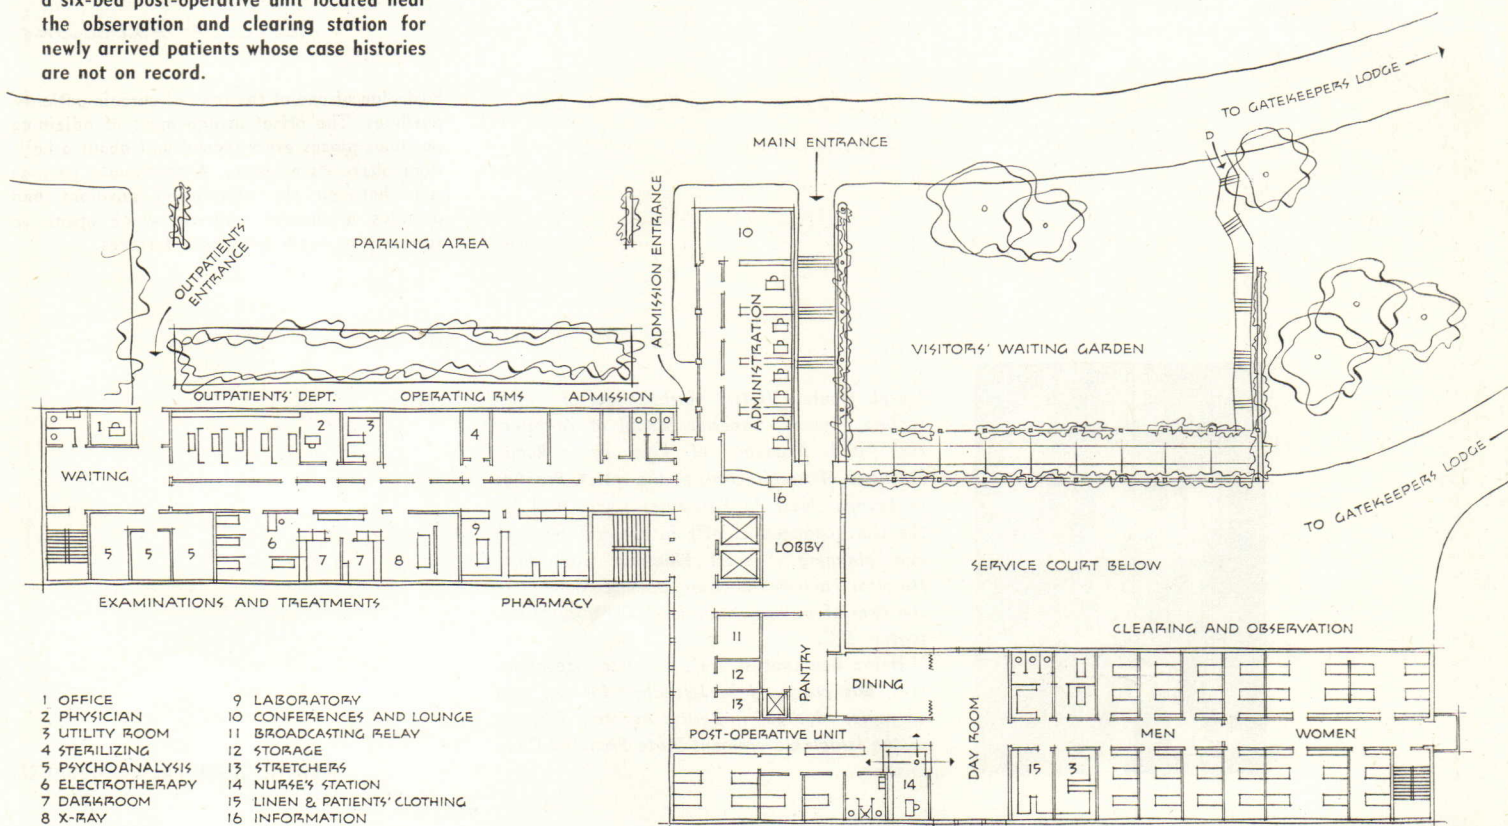 a six-bed post-operative unit located near
the observation and clearing station for
newly arrived patients whose case histories
are not on record.
TO GATEKEEPERS LODGE
D
MAIN ENTRANCE
ADMISSION ENTRANCE
OUTPATIENTS
ENTRANCE
PARKING AREA
10
ADMINISTRATION
VISITORS' WAITING GARDEN
OUTPATIENTS' DEPT.
OPERATING RMS
ADMISSION
1
2
3
4
WAITING
16
TO GATEKEEPERS LODGE
5
5
5
6
7
7
8
9
LOBBY
SERVICE COURT BELOW
EXAMINATIONS AND TREATMENTS
PHARMACY
CLEARING AND OBSERVATION
11
12
13
PANTRY
DINING
DAY ROOM
POST-OPERATIVE UNIT
MEN
WOMEN
14
15
3
1 OFFICE
2 PHYSICIAN
3 UTILITY ROOM
4 STERILIZING
5 PSYCHOANALYSIS
6 ELECTROTHERAPY
7 DARKROOM
8 X-RAY
9 LABORATORY
10 CONFERENCES AND LOUNGE
11 BROADCASTING RELAY
12 STORAGE
13 STRETCHERS
14 NURSE'S STATION
15 LINEN & PATIENTS' CLOTHING
16 INFORMATION